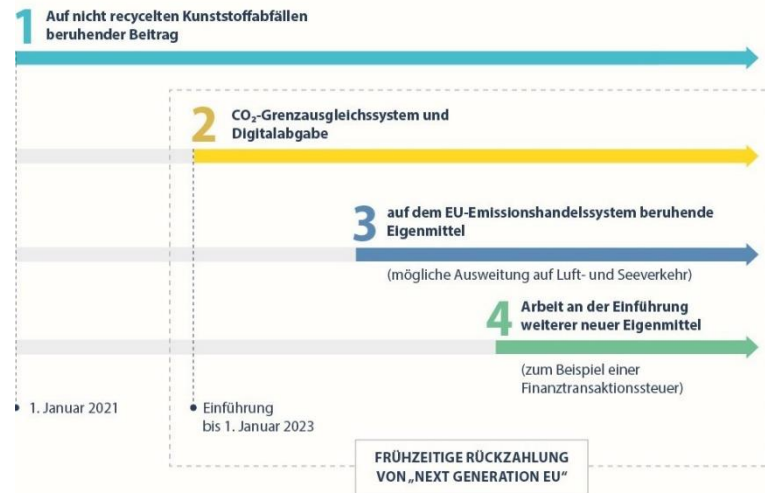 1
Auf nicht recycelten Kunststoffabfällen
beruhender Beitrag
2
CO₂-Grenzausgleichssystem und
Digitalabgabe
3
auf dem EU-Emissionshandelssystem beruhende
Eigenmittel
(mögliche Ausweitung auf Luft- und Seeverkehr)
4
Arbeit an der Einführung
weiterer neuer Eigenmittel
(zum Beispiel einer
Finanztransaktionssteuer)
1. Januar 2021
Einführung
bis 1. Januar 2023
FRÜHZEITIGE RÜCKZAHLUNG
VON „NEXT GENERATION EU“